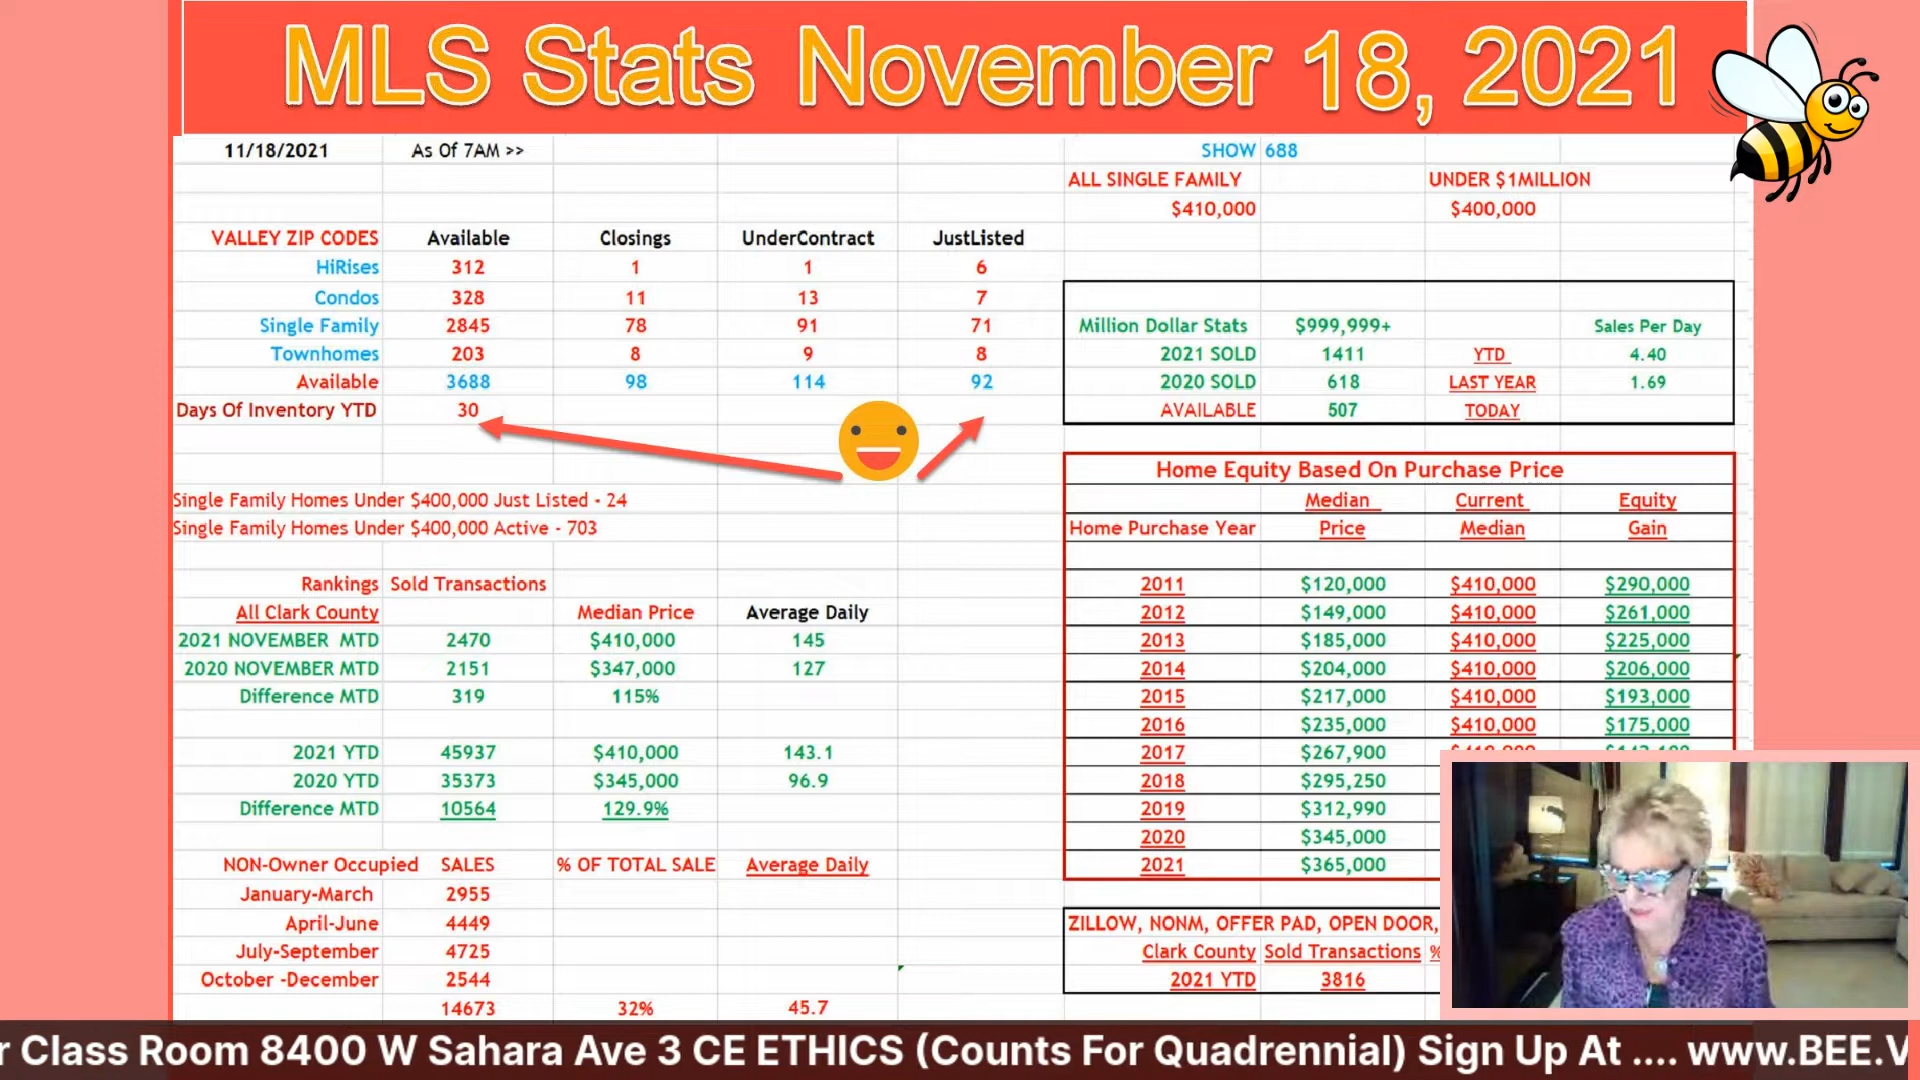 MLS Stats November 18, 2021
11/18/2021 As Of 7AM >> SHOW 688
ALL SINGLE FAMILY UNDER $1MILLION
$410,000 $400,000
VALLEY ZIP CODES Available Closings UnderContract JustListed
HiRises 312 1 1 6
Condos 328 11 13 7
Single Family 2845 78 91 71
Townhomes 203 8 9 8
Available 3688 98 114 92
Days Of Inventory YTD 30
Million Dollar Stats $999,999+ Sales Per Day
2021 SOLD 1411 YTD 4.40
2020 SOLD 618 LAST YEAR 1.69
AVAILABLE 507 TODAY
Single Family Homes Under $400,000 Just Listed - 24
Single Family Homes Under $400,000 Active - 703
Rankings Sold Transactions
All Clark County Median Price Average Daily
2021 NOVEMBER MTD 2470 $410,000 145
2020 NOVEMBER MTD 2151 $347,000 127
Difference MTD 319 115%
2021 YTD 45937 $410,000 143.1
2020 YTD 35373 $345,000 96.9
Difference MTD 10564 129.9%
NON-Owner Occupied SALES % OF TOTAL SALE Average Daily
January-March 2955
April-June 4449
July-September 4725
October -December 2544
14673 32% 45.7
Home Equity Based On Purchase Price
Median Current Equity
Home Purchase Year Price Median Gain
2011 $120,000 $410,000 $290,000
2012 $149,000 $410,000 $261,000
2013 $185,000 $410,000 $225,000
2014 $204,000 $410,000 $206,000
2015 $217,000 $410,000 $193,000
2016 $235,000 $410,000 $175,000
2017 $267,900
2018 $295,250
2019 $312,990
2020 $345,000
2021 $365,000
ZILLOW, NONM, OFFER PAD, OPEN DOOR,
Clark County Sold Transactions %
2021 YTD 3816
r Class Room 8400 W Sahara Ave 3 CE ETHICS (Counts For Quadrennial) Sign Up At .... www.BEE.V